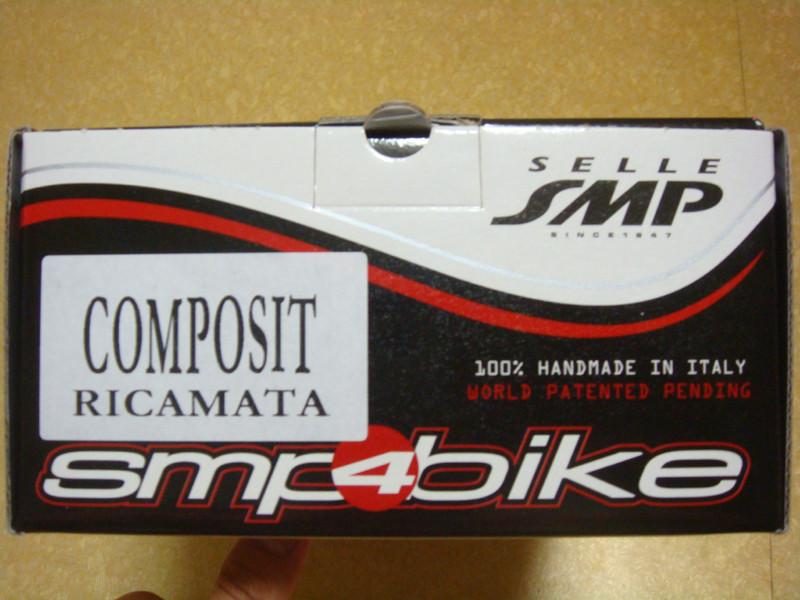 SELLE
SMP
SINCE 1947
COMPOSIT
RICAMATA
100% HANDMADE IN ITALY
WORLD PATENTED PENDING
smp4bike